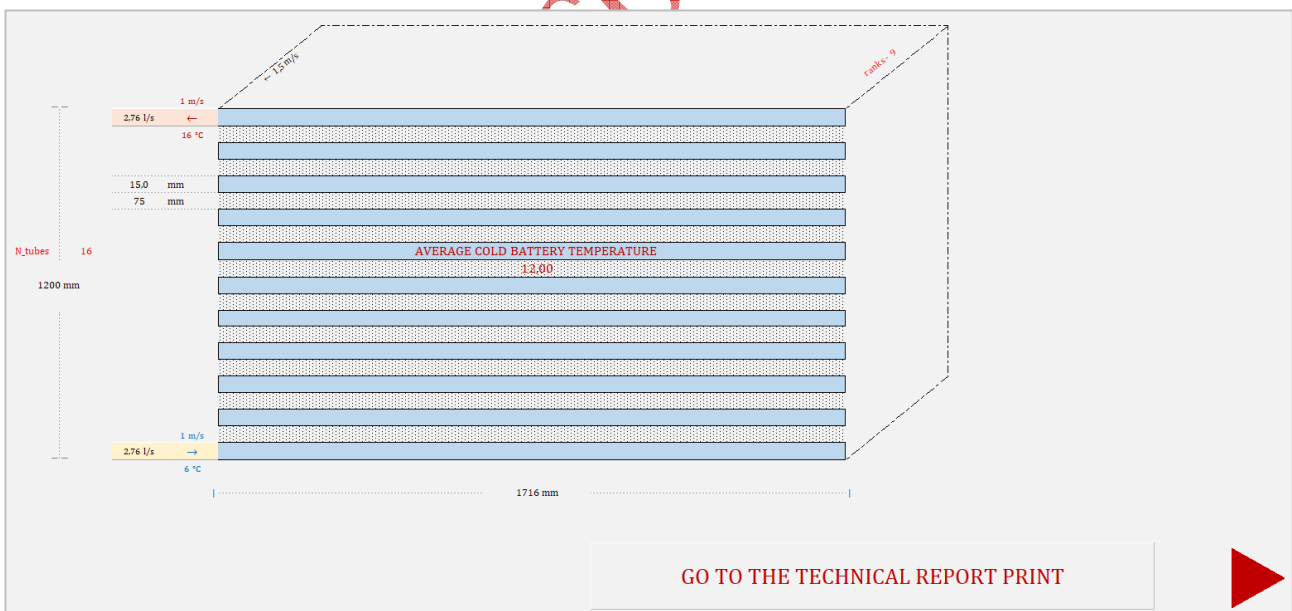 ← 1,5 m/s
ranks- 9
1 m/s
2,76 l/s ←
16 °C
15,0 mm
75 mm
N_tubes 16
AVERAGE COLD BATTERY TEMPERATURE
12,00
1200 mm
1 m/s
2,76 l/s →
6 °C
1716 mm
GO TO THE TECHNICAL REPORT PRINT